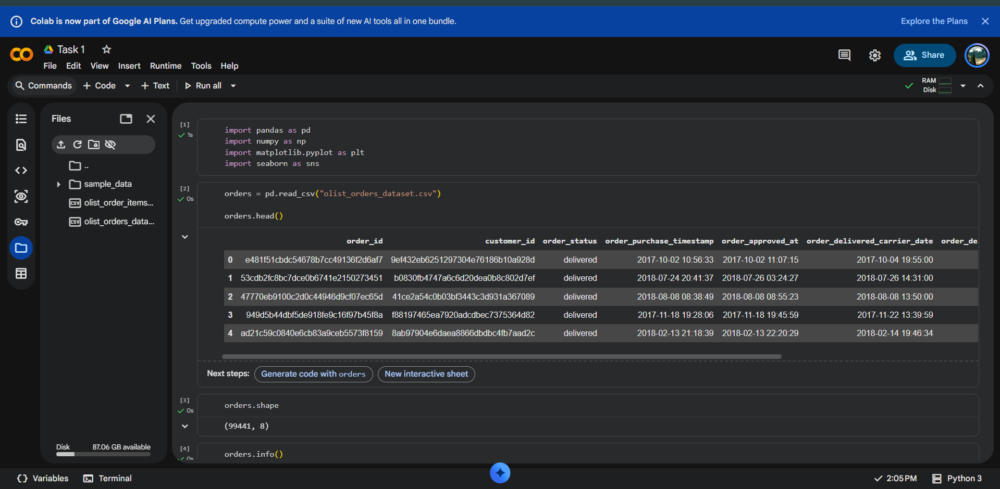 Colab is now part of Google AI Plans. Get upgraded compute power and a suite of new AI tools all in one bundle.
Explore the Plans
Task 1
File Edit View Insert Runtime Tools Help
Share
Commands + Code + Text Run all
RAM
Disk
Files
..
sample_data
olist_order_items...
olist_orders_data...
Disk 87.06 GB available
[1]
1s
import pandas as pd
import numpy as np
import matplotlib.pyplot as plt
import seaborn as sns
[2]
0s
orders = pd.read_csv("olist_orders_dataset.csv")
orders.head()
order_id customer_id order_status order_purchase_timestamp order_approved_at order_delivered_carrier_date order_de
0 e481f51cbdc54678b7cc49136f2d6af7 9ef432eb6251297304e76186b10a928d delivered 2017-10-02 10:56:33 2017-10-02 11:07:15 2017-10-04 19:55:00
1 53cdb2fc8bc7dce0b6741e2150273451 b0830fb4747a6c6d20dea0b8c802d7ef delivered 2018-07-24 20:41:37 2018-07-26 03:24:27 2018-07-26 14:31:00
2 47770eb9100c2d0c44946d9cf07ec65d 41ce2a54c0b03bf3443c3d931a367089 delivered 2018-08-08 08:38:49 2018-08-08 08:55:23 2018-08-08 13:50:00
3 949d5b44dbf5de918fe9c16f97b45f8a f88197465ea7920adcdbec7375364d82 delivered 2017-11-18 19:28:06 2017-11-18 19:45:59 2017-11-22 13:39:59
4 ad21c59c0840e6cb83a9ceb5573f8159 8ab97904e6daea8866dbdbc4fb7aad2c delivered 2018-02-13 21:18:39 2018-02-13 22:20:29 2018-02-14 19:46:34
Next steps: Generate code with orders New interactive sheet
[3]
0s
orders.shape
(99441, 8)
[4]
0s
orders.info()
Variables Terminal
2:05 PM Python 3